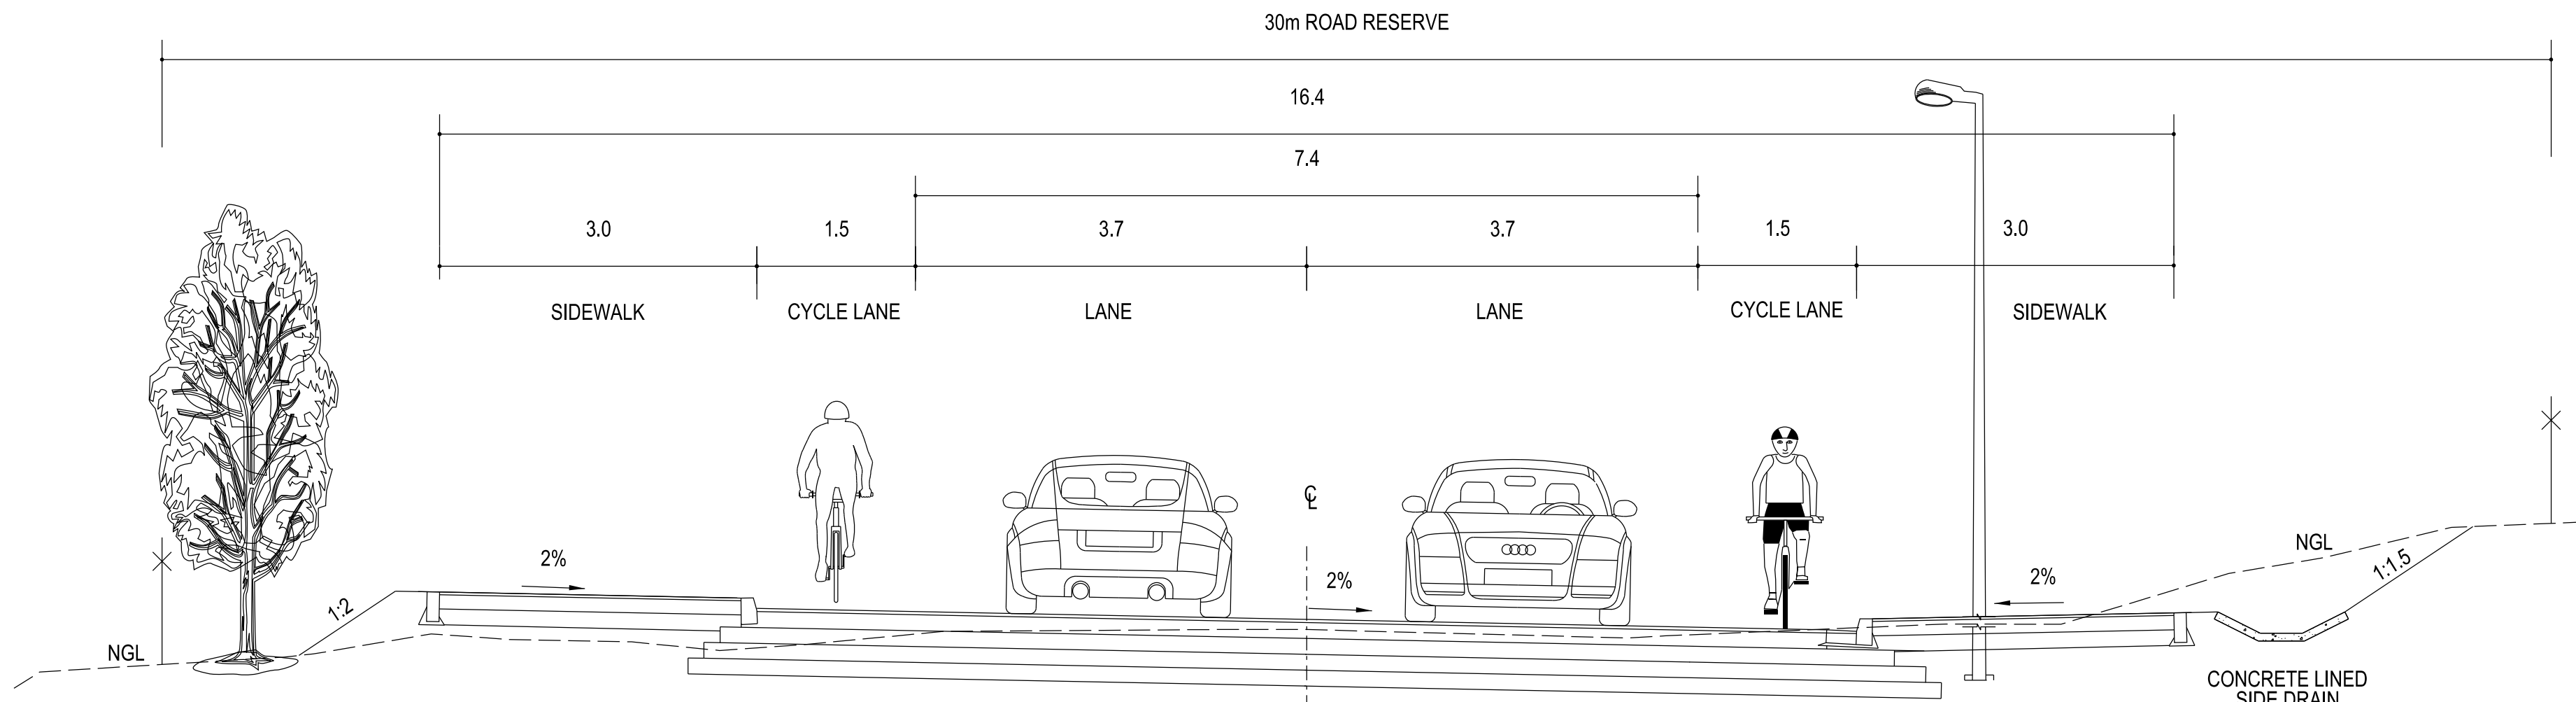 30m ROAD RESERVE
16.4
7.4
3.0 1.5 3.7 3.7 1.5 3.0
SIDEWALK CYCLE LANE LANE LANE CYCLE LANE SIDEWALK
℄
2% 2% 2%
NGL 1:2 NGL 1:1.5
CONCRETE LINED
SIDE DRAIN